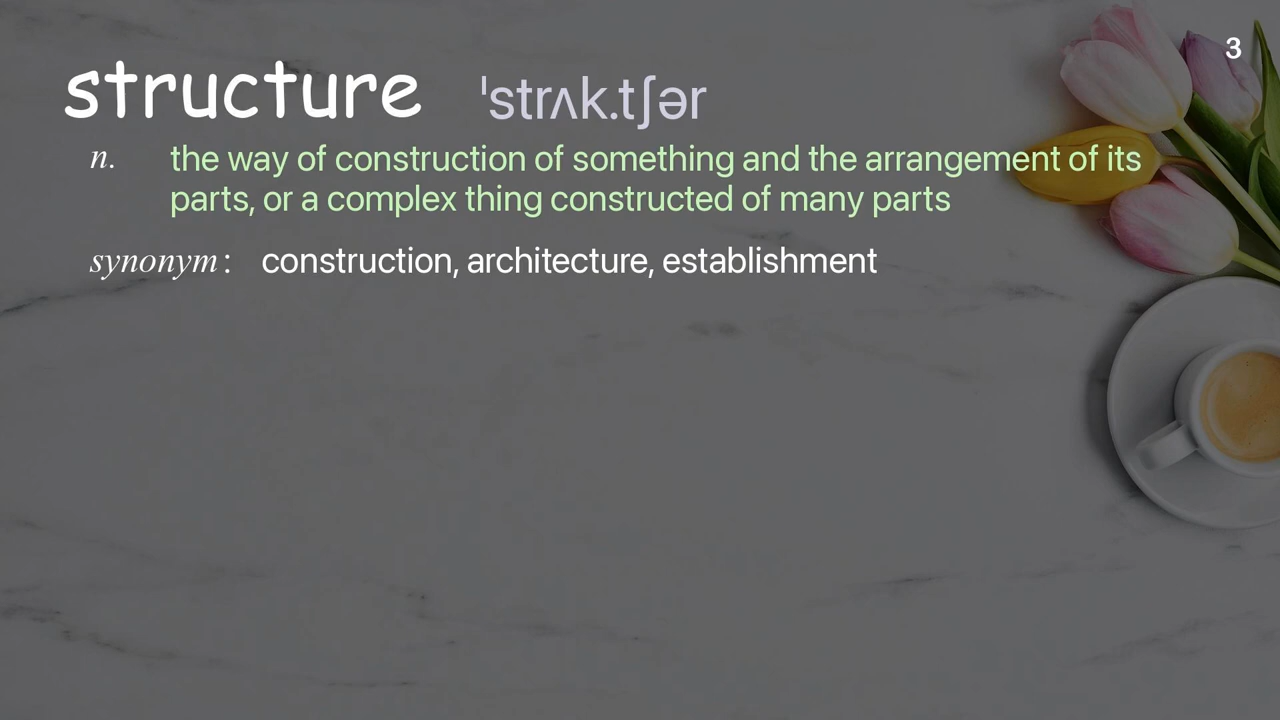 3
structure ˈstrʌk.tʃər
n. the way of construction of something and the arrangement of its
parts, or a complex thing constructed of many parts
synonym : construction, architecture, establishment